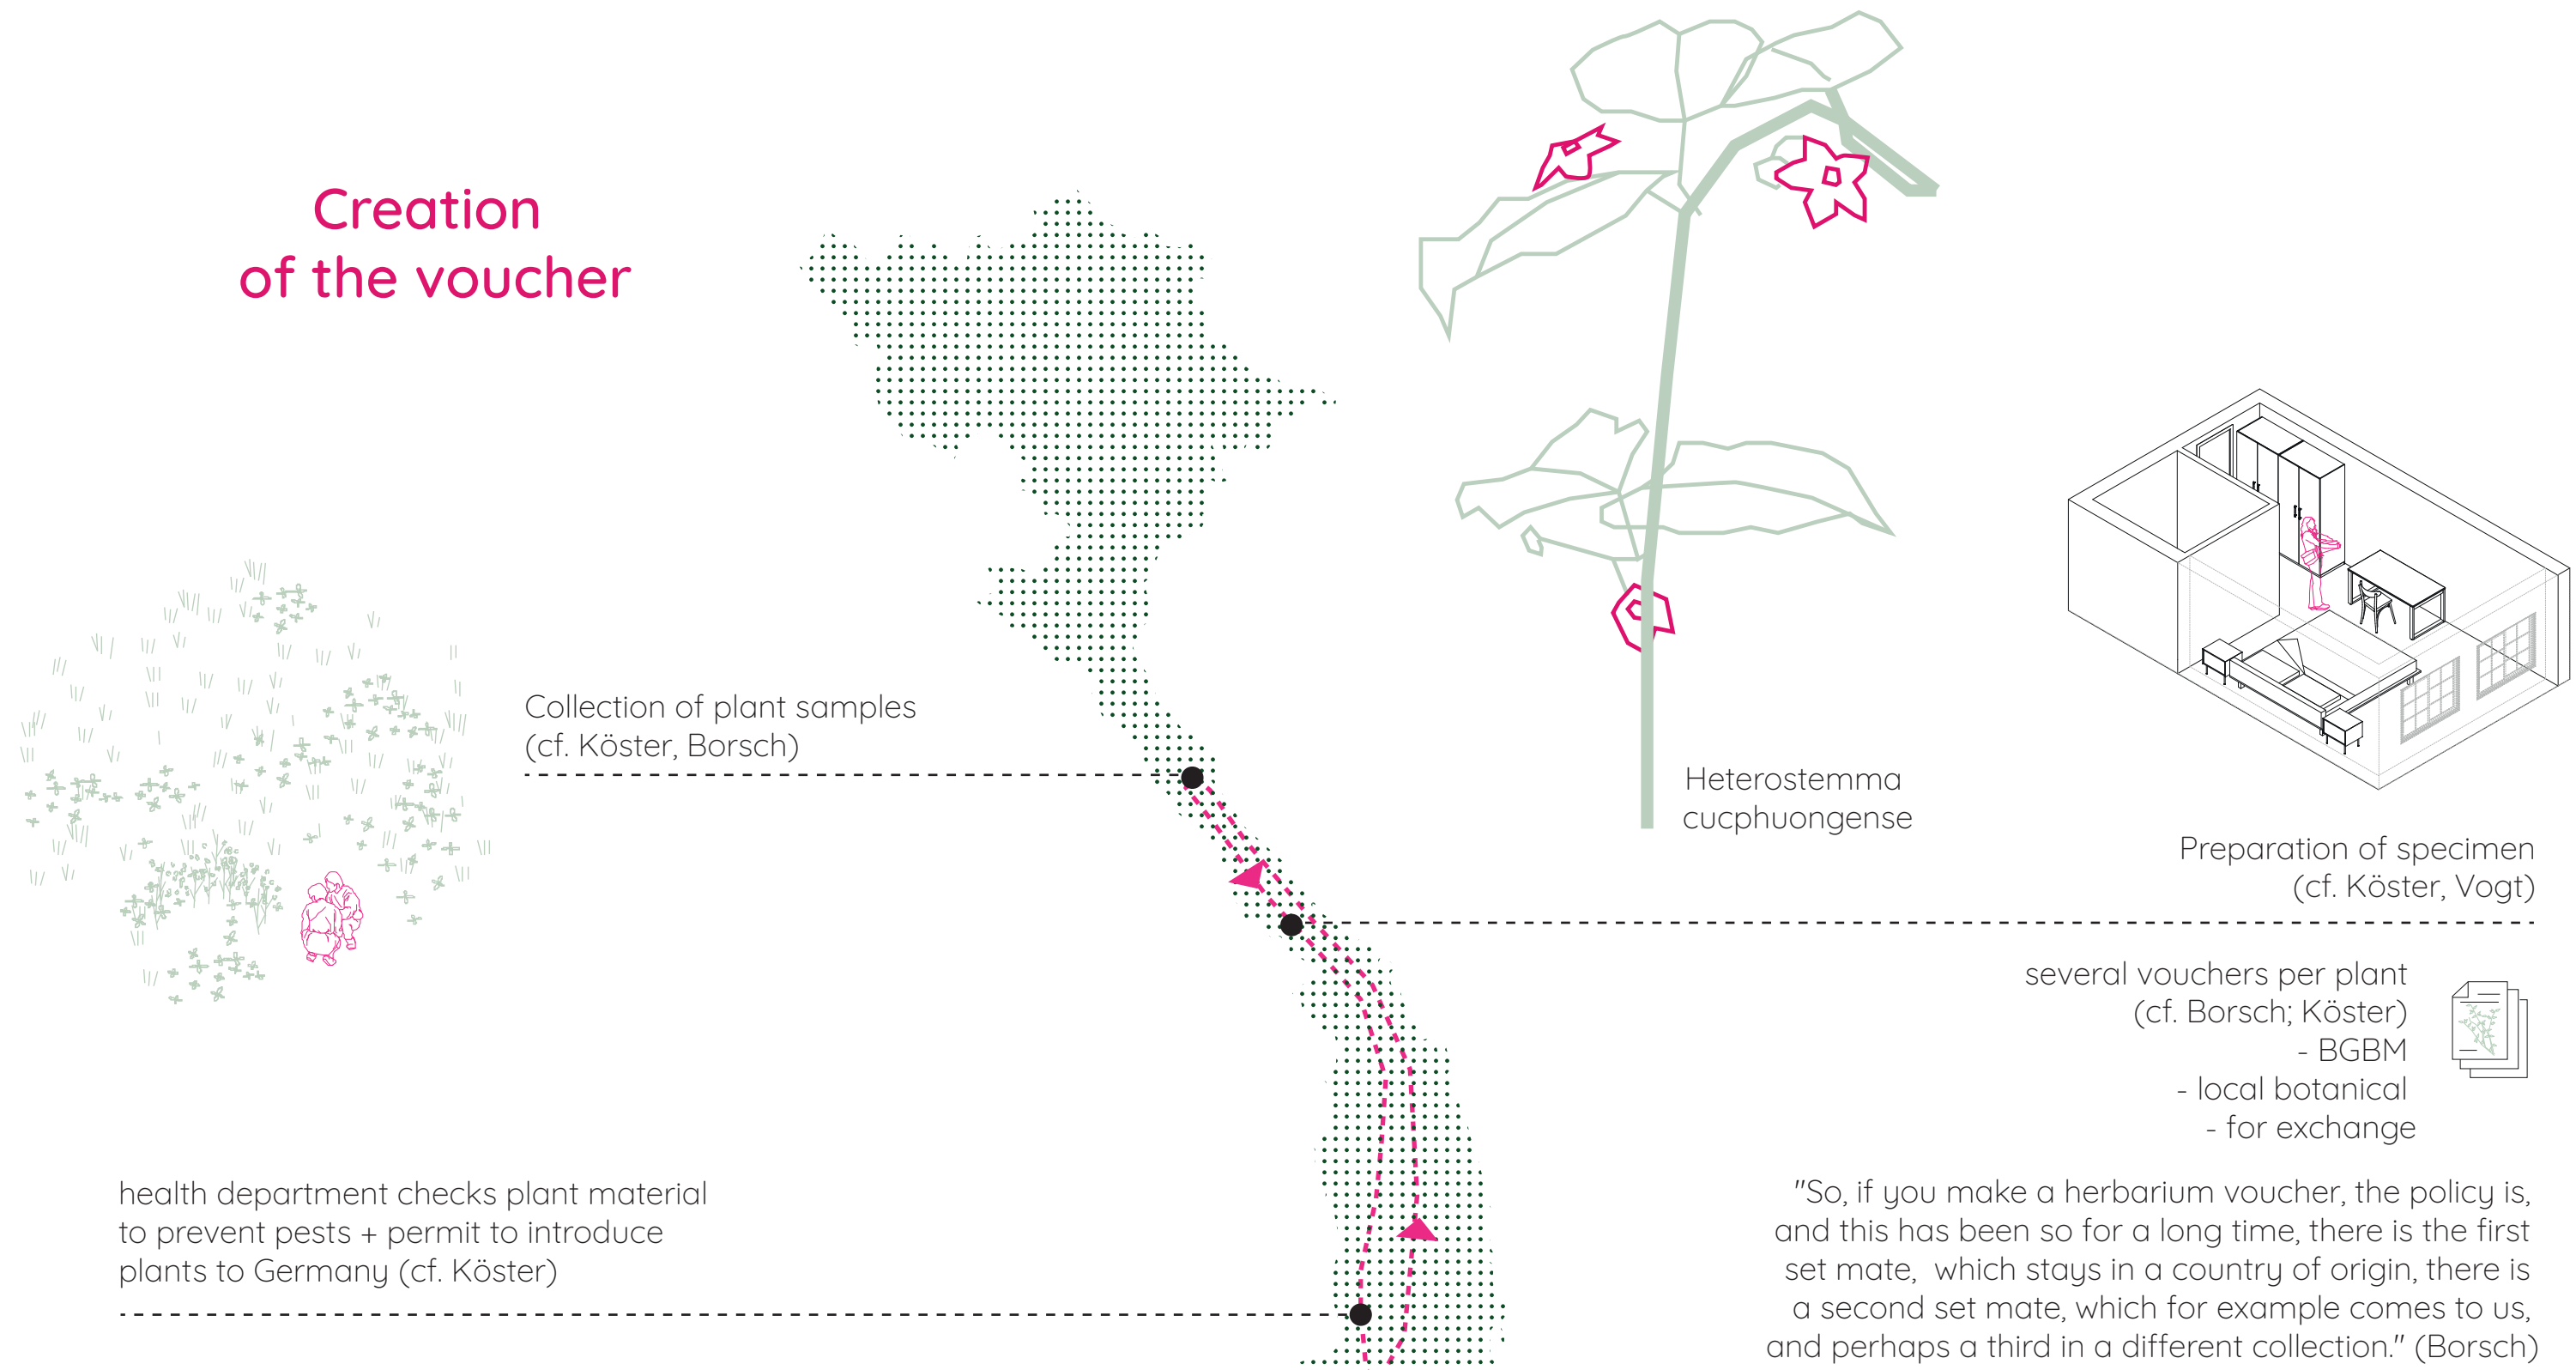 Creation
of the voucher
Collection of plant samples
(cf. Köster, Borsch)
Heterostemma
cucphuongense
Preparation of specimen
(cf. Köster, Vogt)
several vouchers per plant
(cf. Borsch; Köster)
- BGBM
- local botanical
- for exchange
health department checks plant material
to prevent pests + permit to introduce
plants to Germany (cf. Köster)
"So, if you make a herbarium voucher, the policy is,
and this has been so for a long time, there is the first
set mate, which stays in a country of origin, there is
a second set mate, which for example comes to us,
and perhaps a third in a different collection." (Borsch)